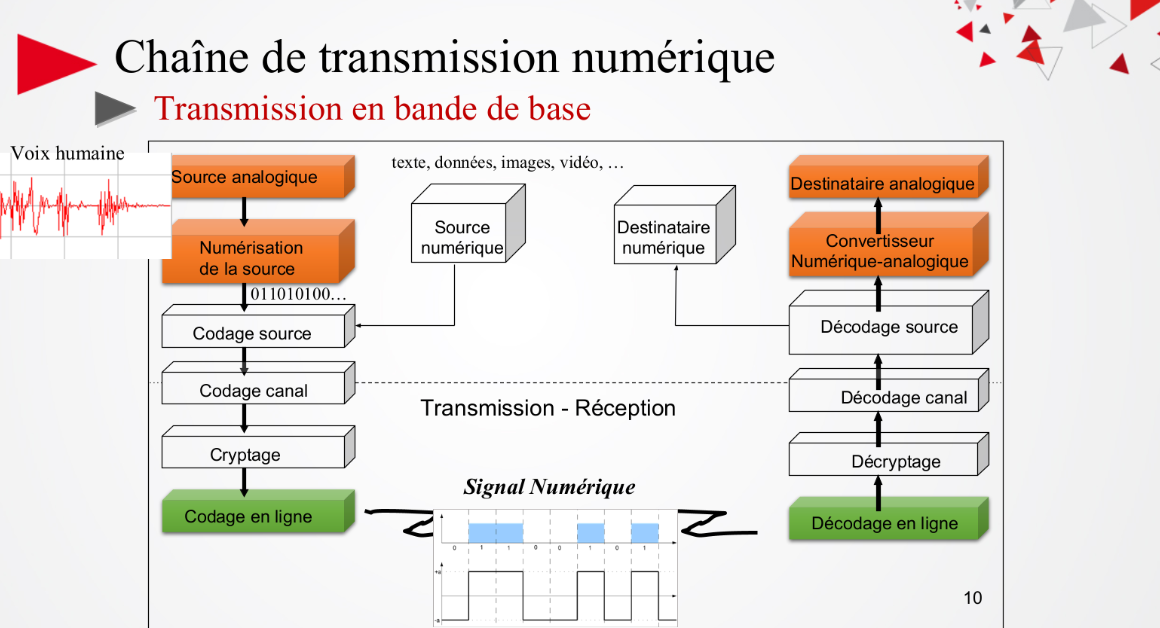 Chaîne de transmission numérique
Transmission en bande de base
Voix humaine
texte, données, images, vidéo, …
Source analogique
Numérisation
de la source
011010100…
Codage source
Codage canal
Cryptage
Codage en ligne
Source
numérique
Destinataire
numérique
Transmission - Réception
Signal Numérique
0 1 1 0 0 1 0 1
+a
-a
Destinataire analogique
Convertisseur
Numérique-analogique
Décodage source
Décodage canal
Décryptage
Décodage en ligne
10